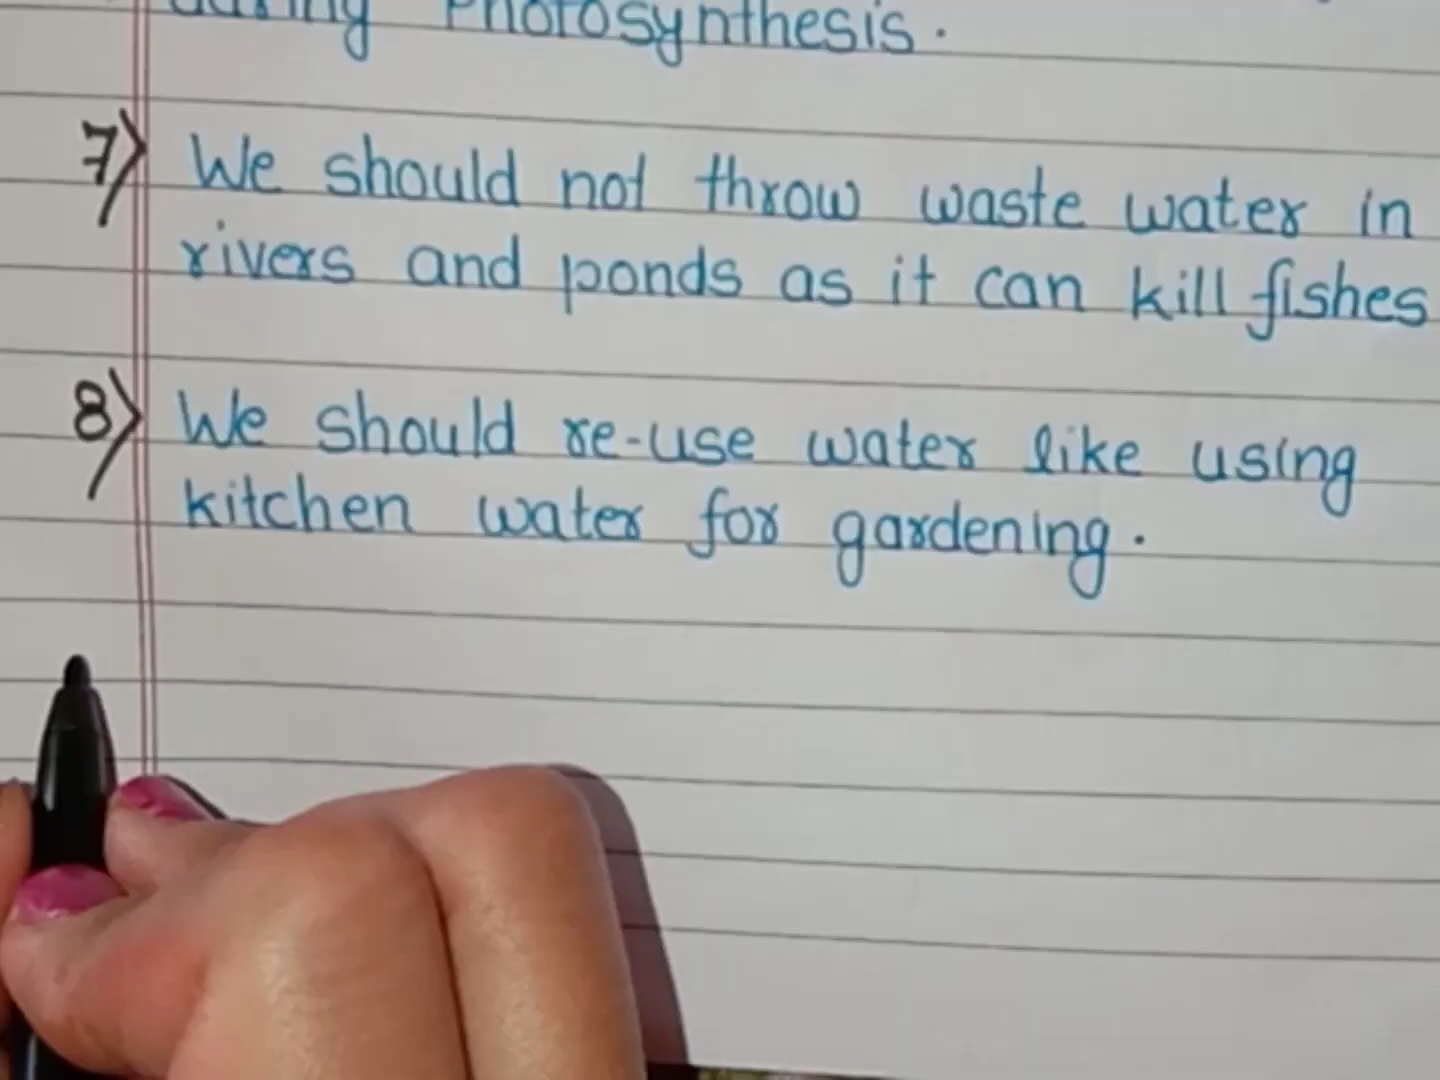 during Photosynthesis.
7) We should not throw waste water in
rivers and ponds as it can kill fishes
8) We should re-use water like using
kitchen water for gardening.